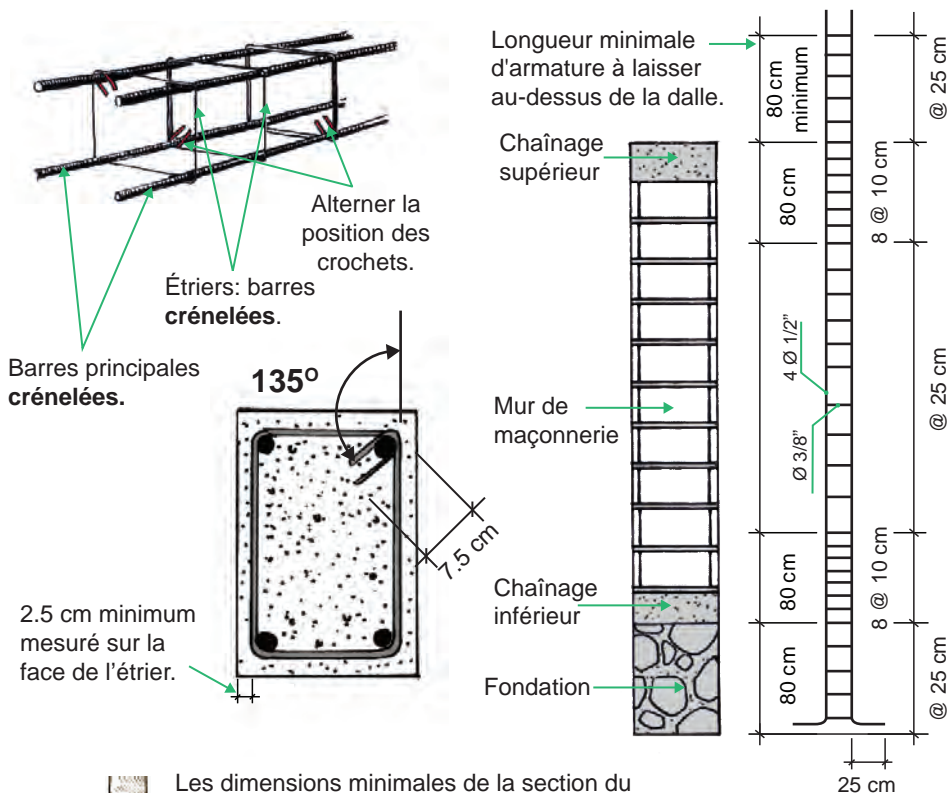 Longueur minimale
d'armature à laisser
au-dessus de la dalle.
Chaînage
supérieur
Alterner la
position des
crochets.
Étriers: barres
crénelées.
Barres principales
crénelées.
135°
7.5 cm
2.5 cm minimum
mesuré sur la
face de l'étrier.
Mur de
maçonnerie
Chaînage
inférieur
Fondation
80 cm
minimum
80 cm
80 cm
80 cm
4 Ø 1/2"
Ø 3/8"
@ 25 cm
8 @ 10 cm
@ 25 cm
8 @ 10 cm
@ 25 cm
25 cm
Les dimensions minimales de la section du